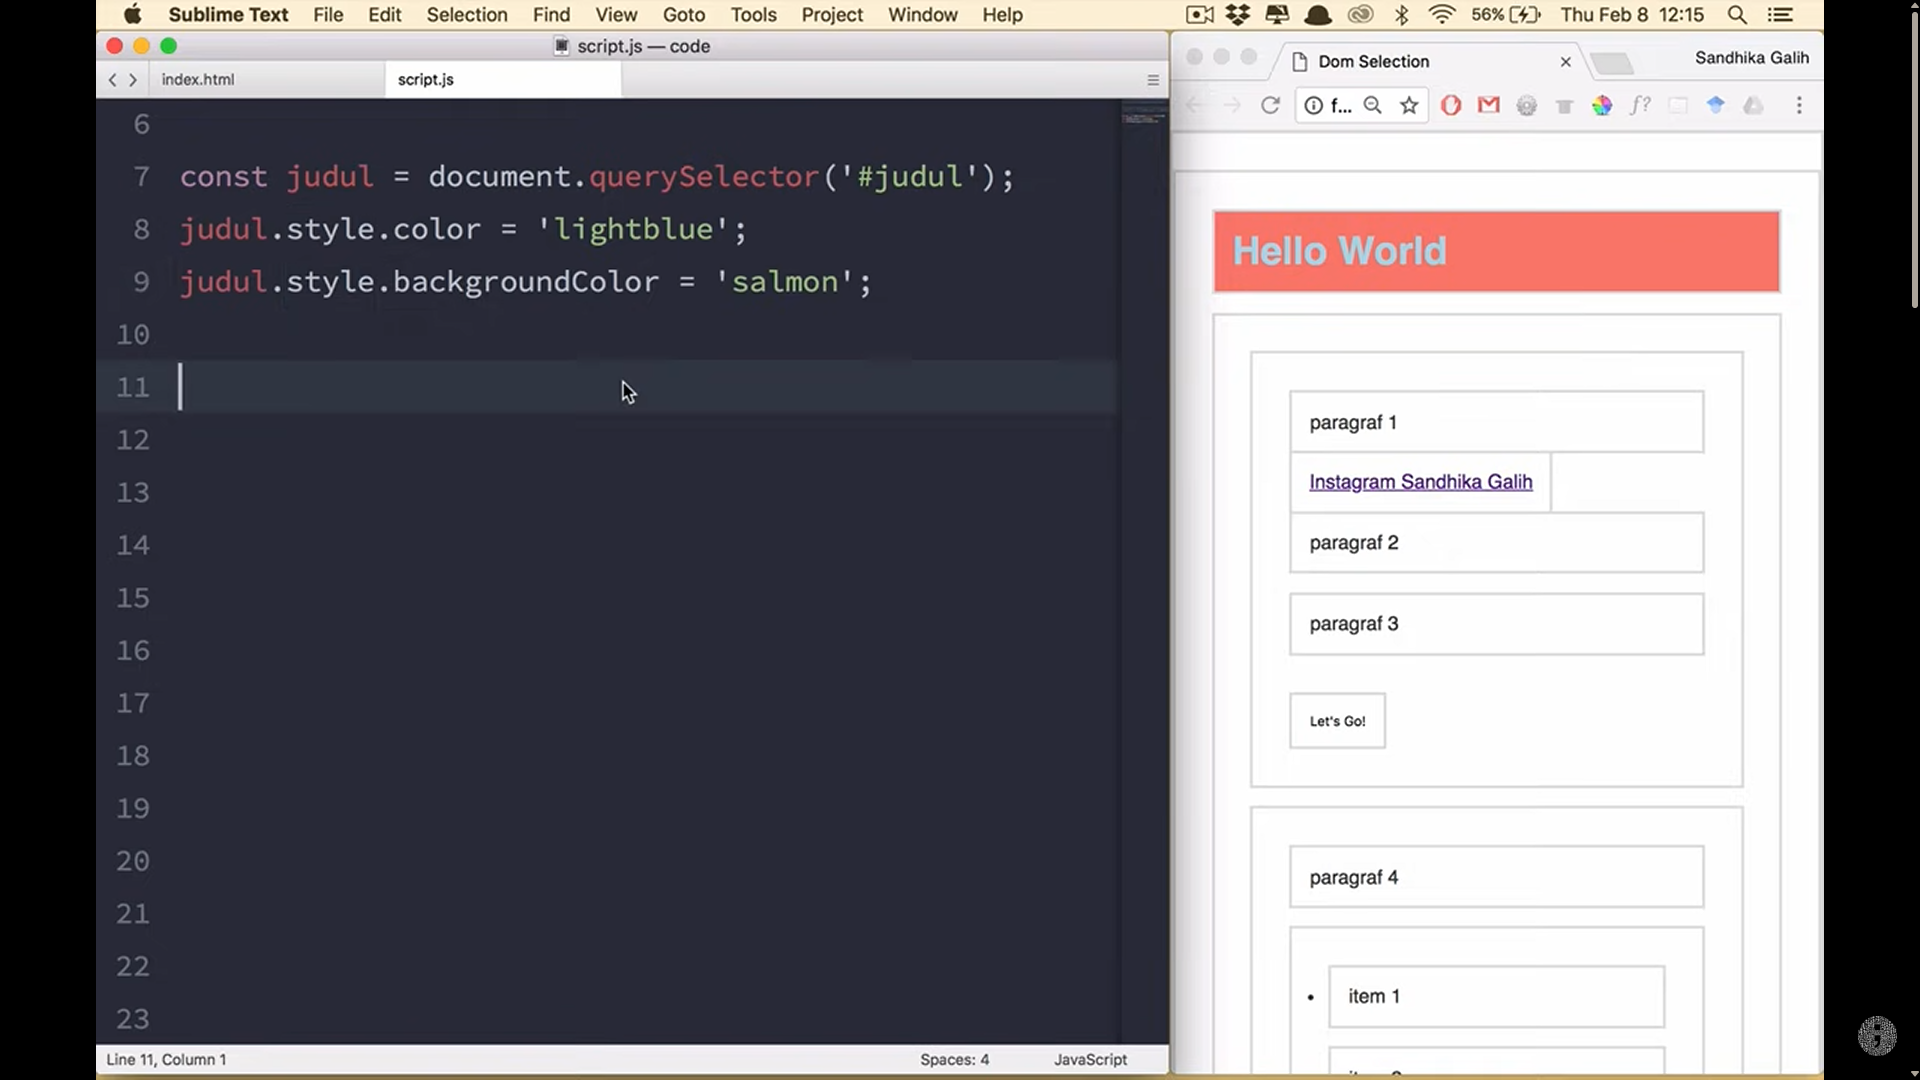 Sublime Text File Edit Selection Find View Goto Tools Project Window Help 56% Thu Feb 8 12:15
script.js — code
index.html
script.js
6
7 const judul = document.querySelector('#judul');
8 judul.style.color = 'lightblue';
9 judul.style.backgroundColor = 'salmon';
10
11
12
13
14
15
16
17
18
19
20
21
22
23
Line 11, Column 1 Spaces: 4 JavaScript
Dom Selection
Sandhika Galih
f...
f?
Hello World
paragraf 1
Instagram Sandhika Galih
paragraf 2
paragraf 3
Let's Go!
paragraf 4
item 1